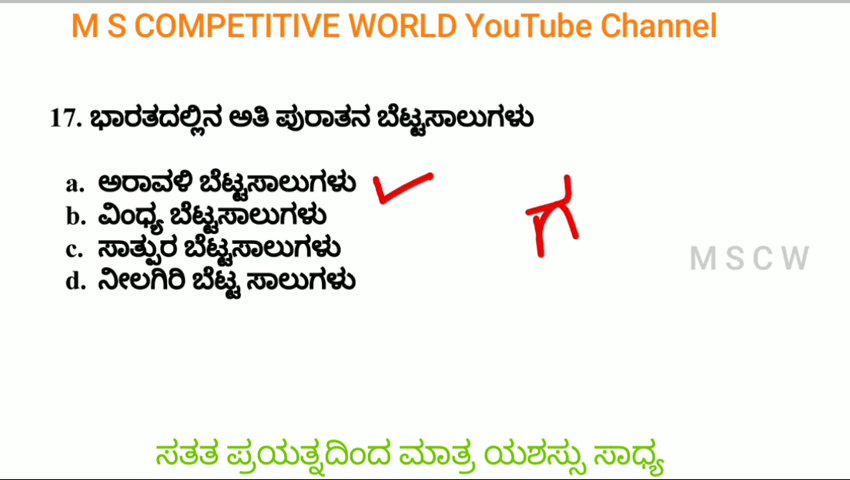 M S COMPETITIVE WORLD YouTube Channel
17. ಭಾರತದಲ್ಲಿನ ಅತಿ ಪುರಾತನ ಬೆಟ್ಟಸಾಲುಗಳು
a. ಅರಾವಳಿ ಬೆಟ್ಟಸಾಲುಗಳು
b. ವಿಂಧ್ಯ ಬೆಟ್ಟಸಾಲುಗಳು
c. ಸಾತ್ಪುರ ಬೆಟ್ಟಸಾಲುಗಳು
d. ನೀಲಗಿರಿ ಬೆಟ್ಟ ಸಾಲುಗಳು
M S C W
ಸತತ ಪ್ರಯತ್ನದಿಂದ ಮಾತ್ರ ಯಶಸ್ಸು ಸಾಧ್ಯ